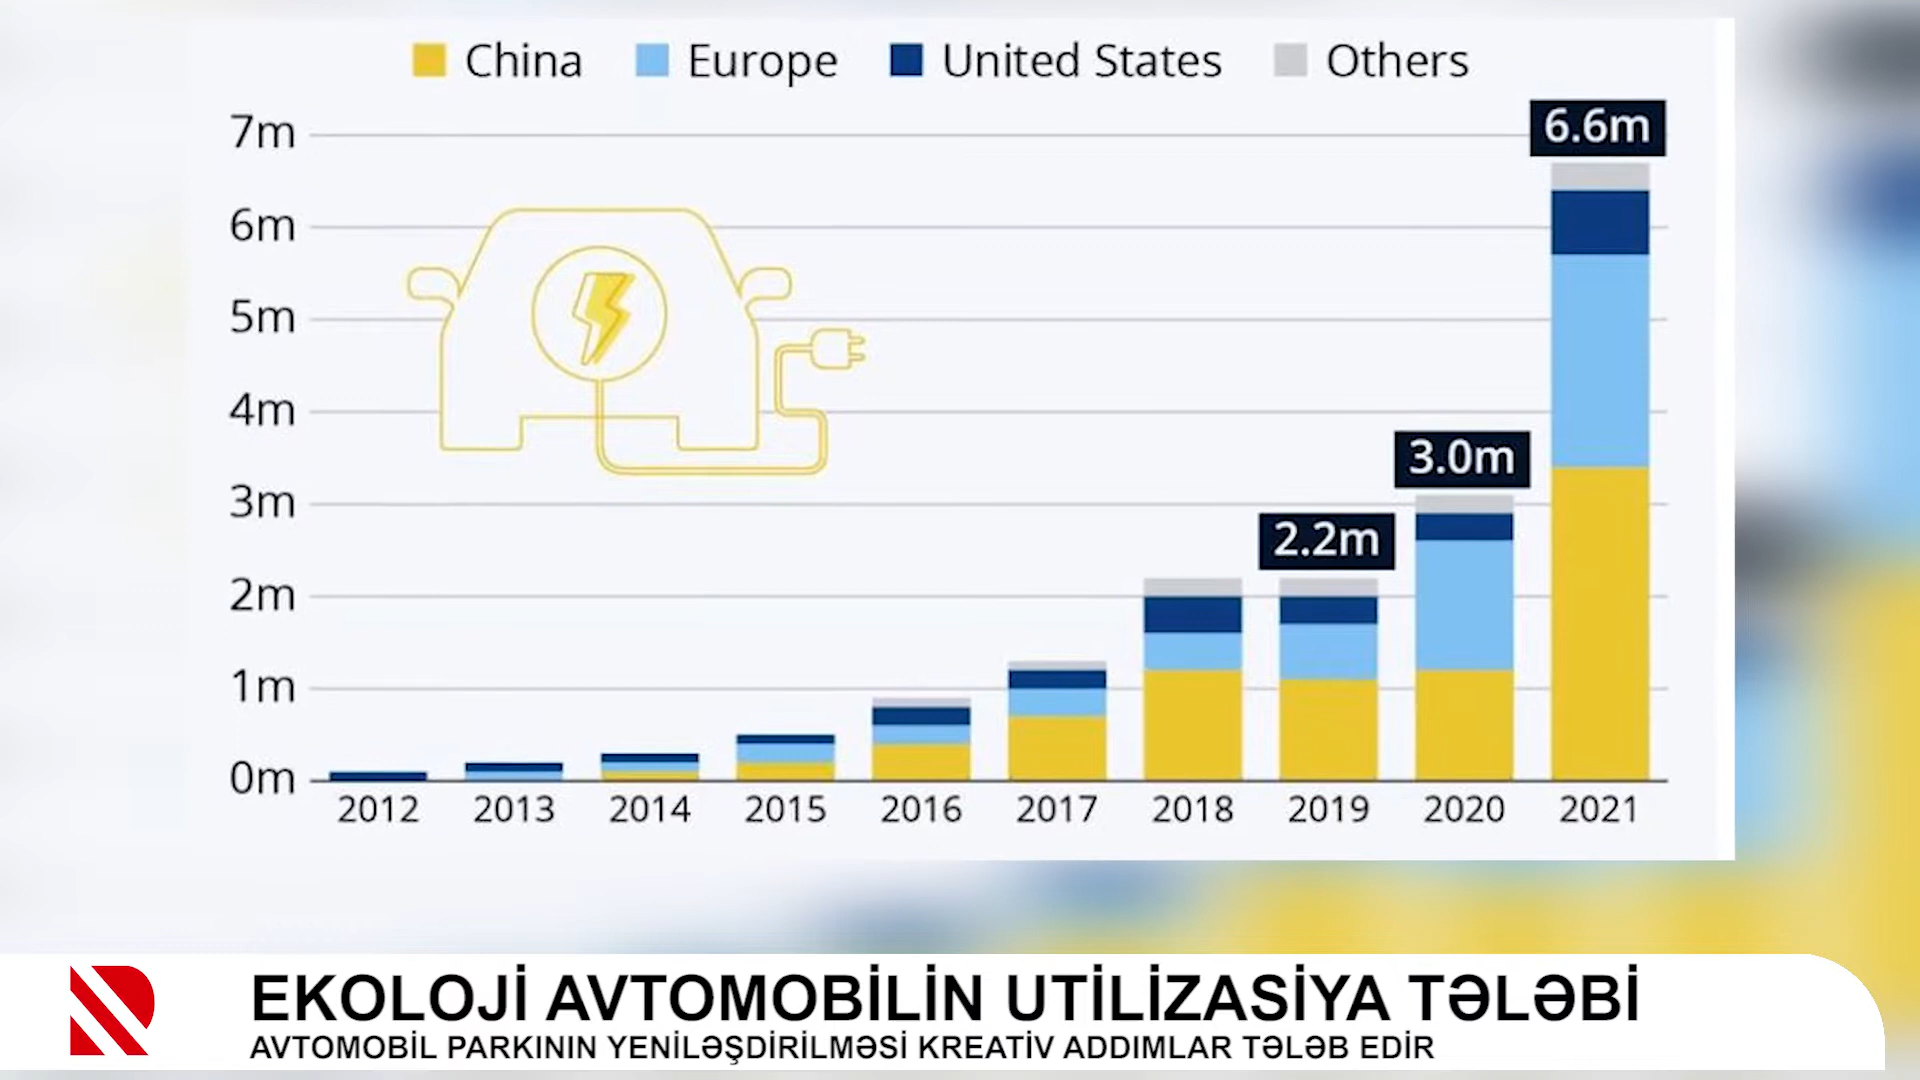 China Europe United States Others
7m
6.6m
6m
5m
4m
3.0m
3m
2.2m
2m
1m
0m
2012 2013 2014 2015 2016 2017 2018 2019 2020 2021
EKOLOJİ AVTOMOBİLİN UTİLİZASİYA TƏLƏBİ
AVTOMOBİL PARKININ YENİLƏŞDİRİLMƏSİ KREATİV ADDIMLAR TƏLƏB EDİR